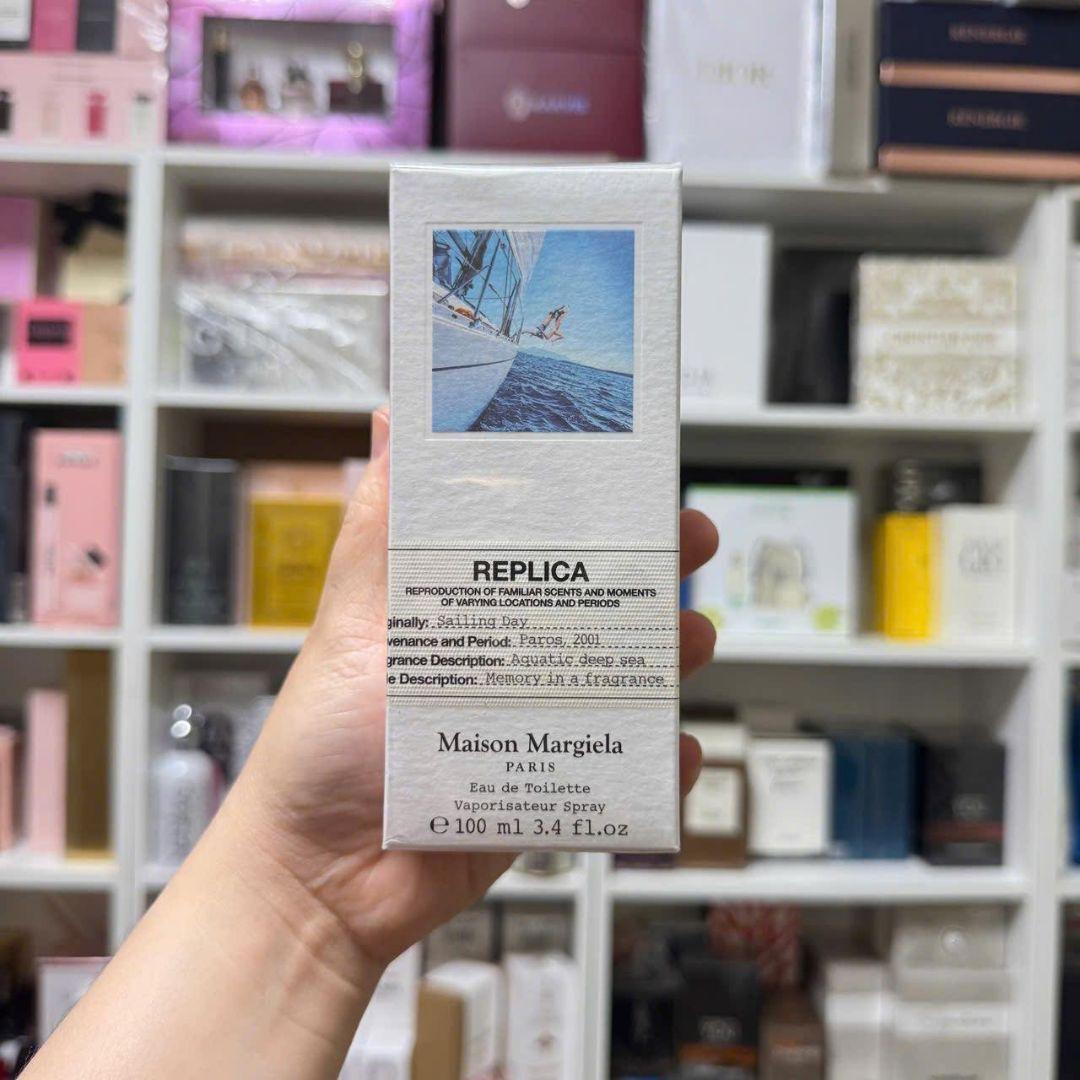 REPLICA
REPRODUCTION OF FAMILIAR SCENTS AND MOMENTS
OF VARYING LOCATIONS AND PERIODS
ginally: Sailing Day
venance and Period: Paros, 2001
grance Description: Aquatic deep sea
e Description: Memory in a fragrance
Maison Margiela
PARIS
Eau de Toilette
Vaporisateur Spray
℮ 100 ml 3.4 fl.oz